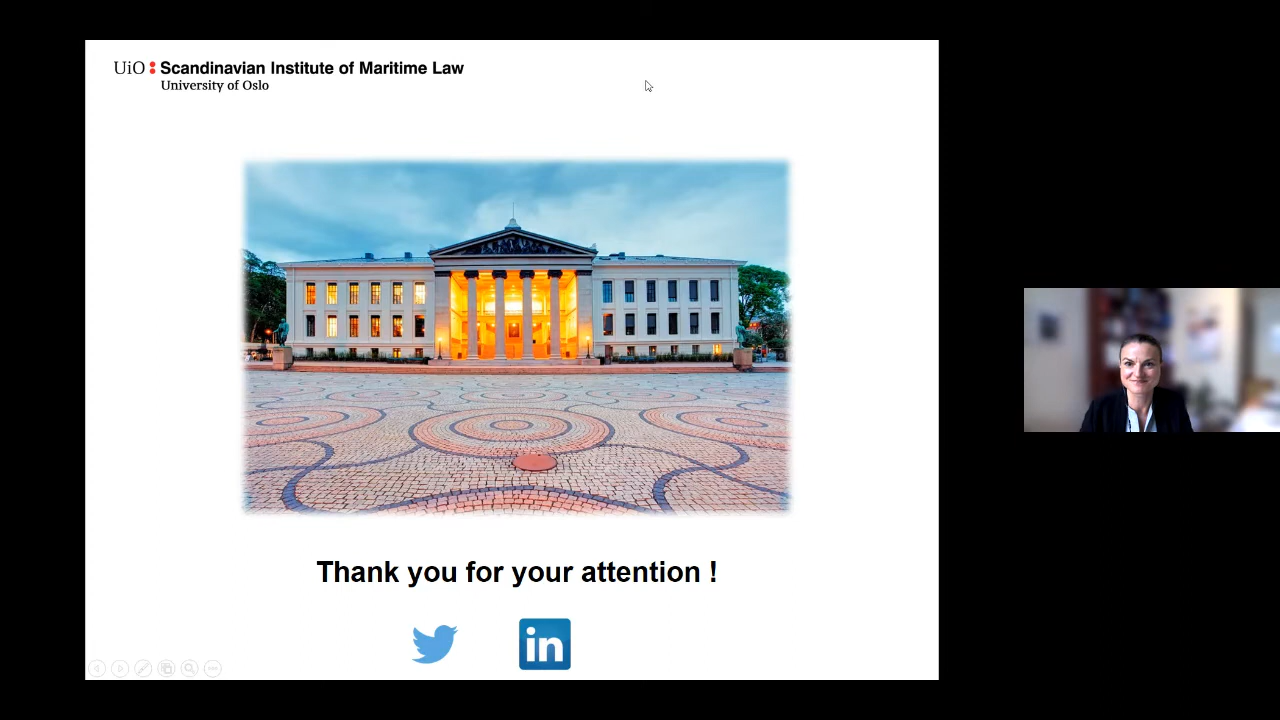 UiO : Scandinavian Institute of Maritime Law
University of Oslo
Thank you for your attention !
in